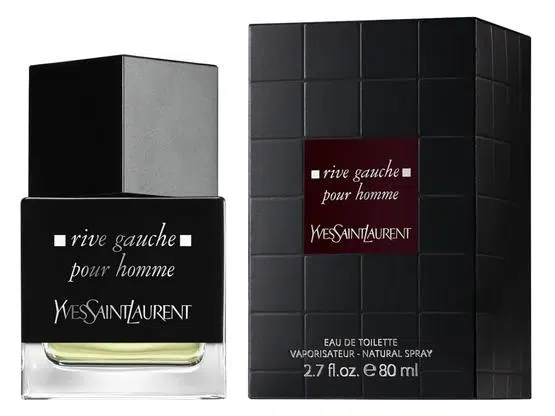 rive gauche
pour homme
YVESSAINTLAURENT
rive gauche
pour homme
YVESSAINTLAURENT
EAU DE TOILETTE
VAPORISATEUR - NATURAL SPRAY
2.7 fl.oz. ℮ 80 ml